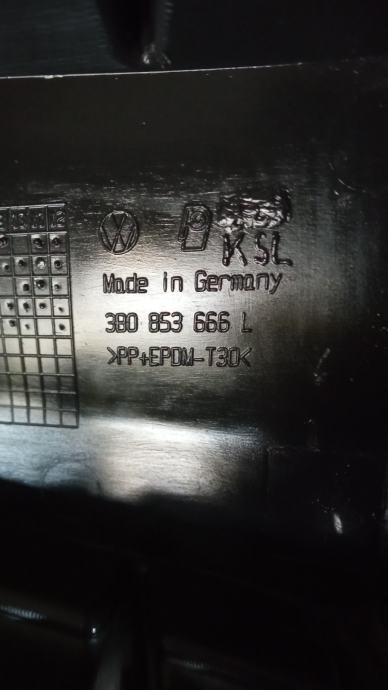 KSL
Made in Germany
3B0 853 666 L
>PP+EPDM-T30<